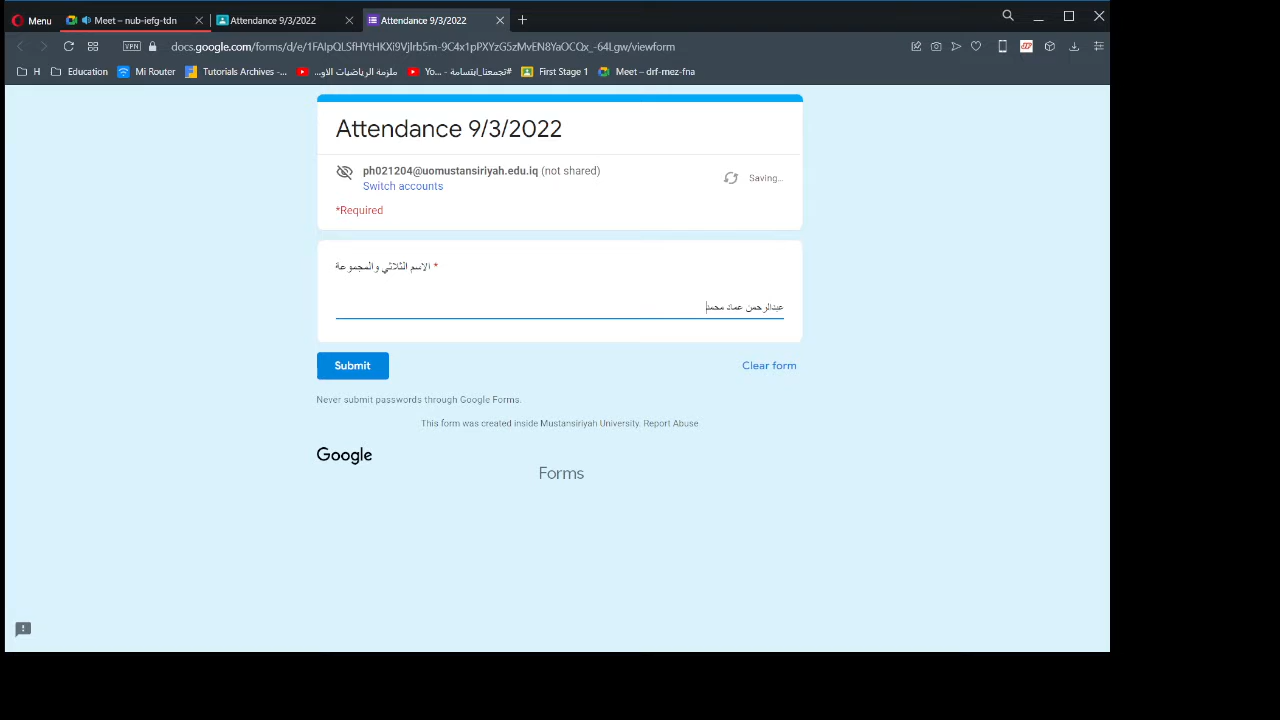 Menu
Meet – nub-iefg-tdn
Attendance 9/3/2022
Attendance 9/3/2022
VPN
docs.google.com/forms/d/e/1FAIpQLSfHYtHKXi9Vjlrb5m-9C4x1pPXYzG5zMvEN8YaOCQx_-64Lgw/viewform
H
Education
Mi Router
Tutorials Archives -...
ملزمة الرياضيات الاو...
#تجمعنا_ابتسامة - Yo...
First Stage 1
Meet – drf-mez-fna
Attendance 9/3/2022
ph021204@uomustansiriyah.edu.iq (not shared)
Switch accounts
Saving...
*Required
الاسم الثلاثي والمجموعة *
عبدالرحمن عماد محمد
Submit
Clear form
Never submit passwords through Google Forms.
This form was created inside Mustansiriyah University. Report Abuse
Google
Forms